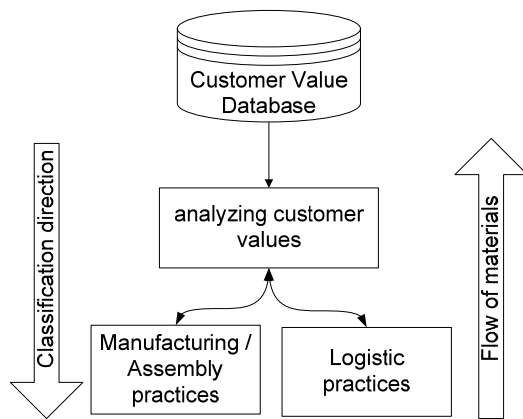 Customer Value
Database
Classification direction
analyzing customer
values
Flow of materials
Manufacturing /
Assembly
practices
Logistic
practices